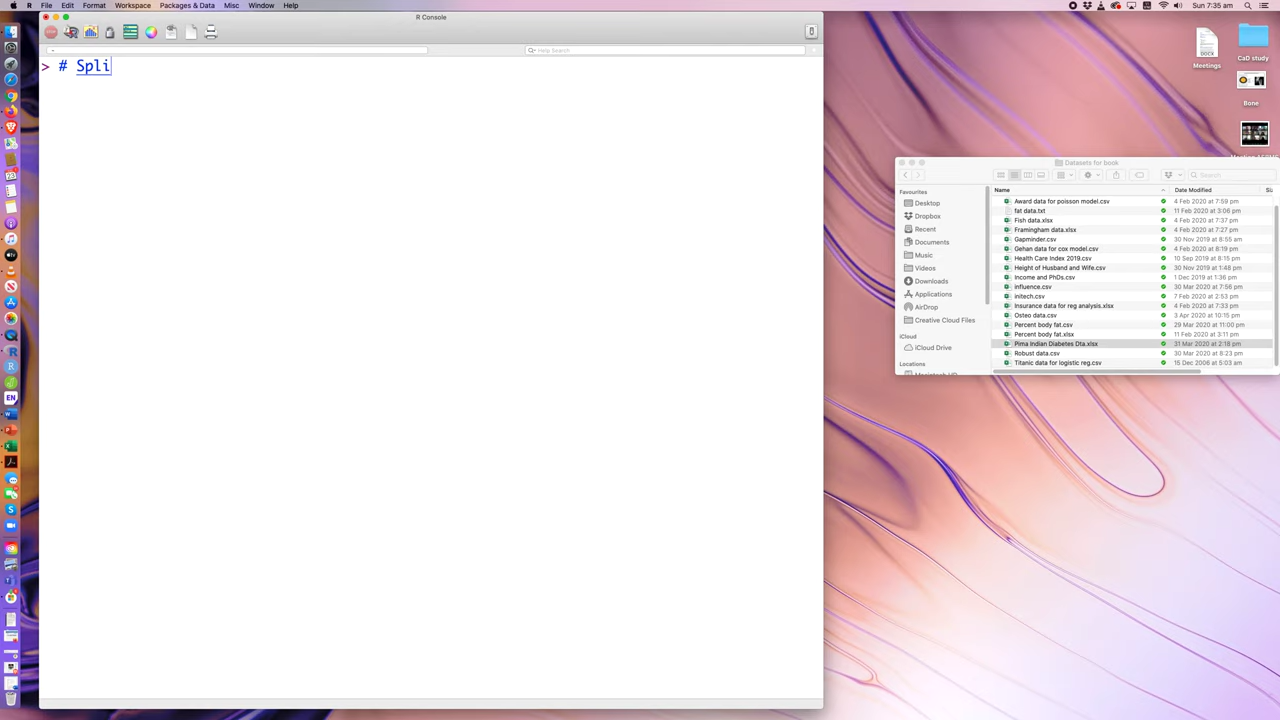 R File Edit Format Workspace Packages & Data Misc Window Help
Sun 7:35 am
R Console
Help Search
> # Spli
Meetings
CaD study
Bone
Datasets for book
Search
Favourites
Desktop
Dropbox
Recent
Documents
Music
Videos
Downloads
Applications
AirDrop
Creative Cloud Files
iCloud
iCloud Drive
Locations
Name Date Modified
Award data for poisson model.csv 4 Feb 2020 at 7:59 pm
fat data.txt 11 Feb 2020 at 3:06 pm
Fish data.xlsx 4 Feb 2020 at 7:37 pm
Framingham data.xlsx 4 Feb 2020 at 7:27 pm
Gapminder.csv 30 Nov 2019 at 8:55 am
Gehan data for cox model.csv 4 Feb 2020 at 8:19 pm
Health Care Index 2019.csv 10 Sep 2019 at 8:15 pm
Height of Husband and Wife.csv 30 Nov 2019 at 1:48 pm
Income and PhDs.csv 1 Dec 2019 at 1:36 pm
influence.csv 30 Mar 2020 at 7:56 pm
initech.csv 7 Feb 2020 at 2:53 pm
Insurance data for reg analysis.xlsx 4 Feb 2020 at 7:33 pm
Osteo data.csv 3 Apr 2020 at 10:15 pm
Percent body fat.csv 29 Mar 2020 at 11:00 pm
Percent body fat.xlsx 11 Feb 2020 at 3:11 pm
Pima Indian Diabetes Dta.xlsx 31 Mar 2020 at 2:18 pm
Robust data.csv 30 Mar 2020 at 8:23 pm
Titanic data for logistic reg.csv 15 Dec 2006 at 5:03 am